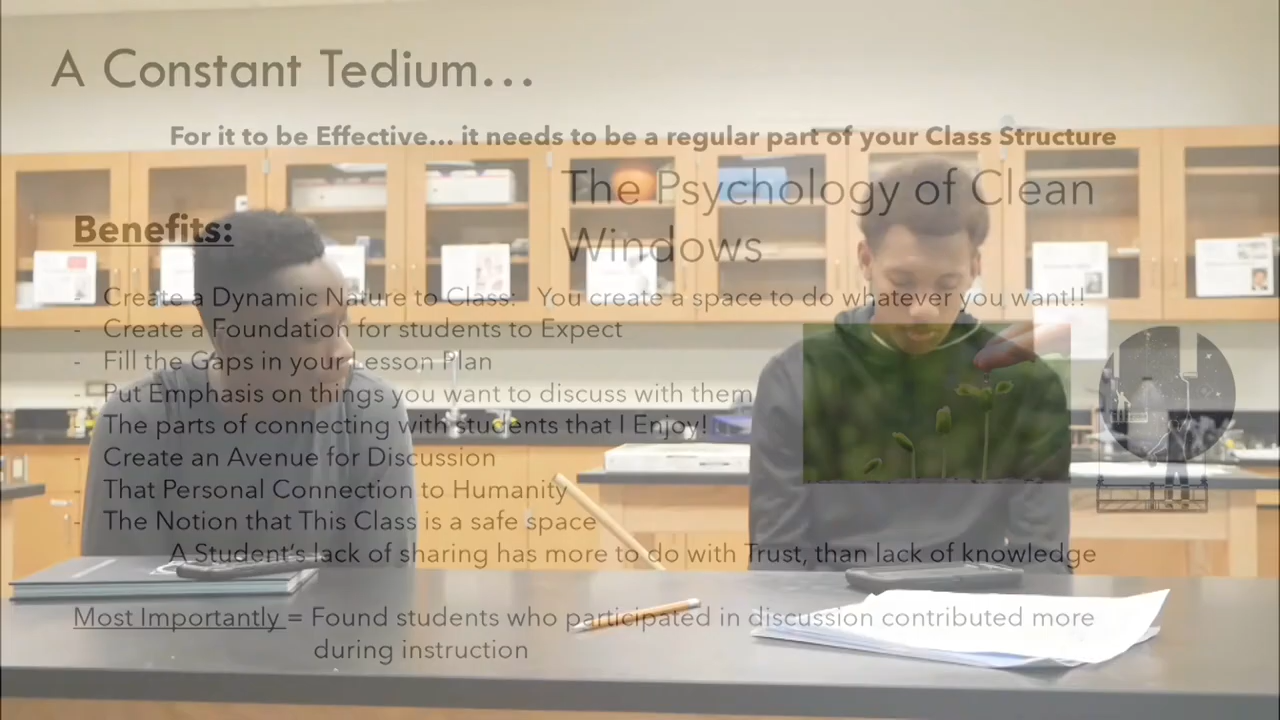 A Constant Tedium...
For it to be Effective... it needs to be a regular part of your Class Structure
The Psychology of Clean
Windows
Benefits:
- Create a Dynamic Nature to Class: You create a space to do whatever you want!!
- Create a Foundation for students to Expect
- Fill the Gaps in your Lesson Plan
- Put Emphasis on things you want to discuss with them
- The parts of connecting with students that I Enjoy!
- Create an Avenue for Discussion
- That Personal Connection to Humanity
- The Notion that This Class is a safe space
A Student's lack of sharing has more to do with Trust, than lack of knowledge
Most Importantly = Found students who participated in discussion contributed more
during instruction